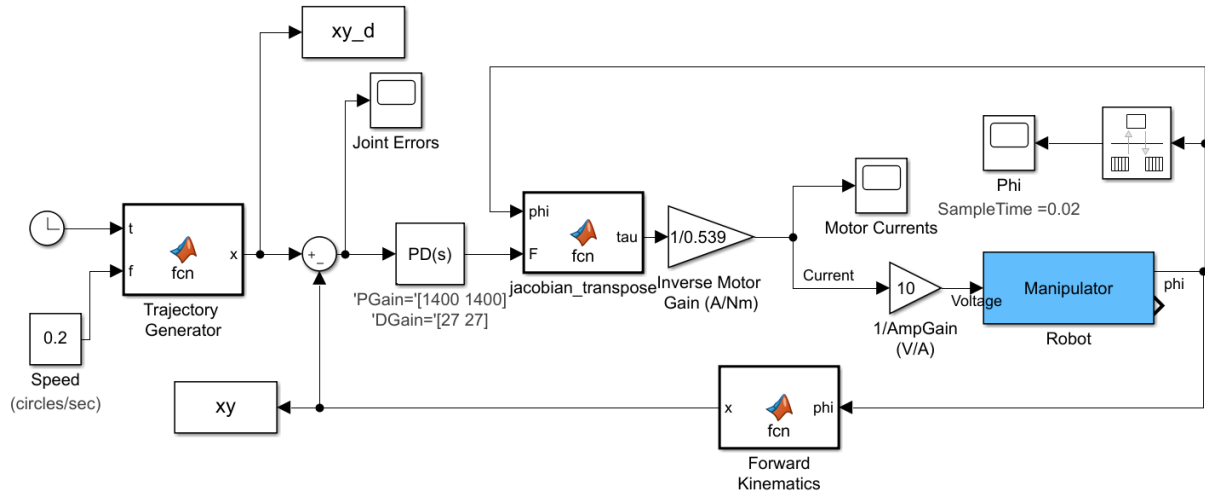 xy_d
Joint Errors
t
f
fcn
x
Trajectory
Generator
0.2
Speed
(circles/sec)
+
_
PD(s)
'PGain='[1400 1400]
'DGain='[27 27]
phi
F
fcn
tau
jacobian_transpose
1/0.539
Inverse Motor
Gain (A/Nm)
Motor Currents
Current
10
1/AmpGain
(V/A)
Voltage
Manipulator
phi
Robot
Phi
SampleTime =0.02
xy
x
fcn
phi
Forward
Kinematics